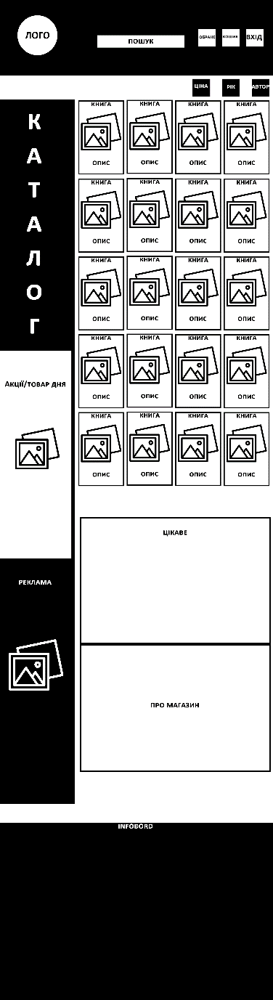 ЛОГО
ПОШУК
ОБРАНЕ
КОШИК
ВХІД
ЦІНА
РІК
АВТОР
К
А
Т
А
Л
О
Г
КНИГА КНИГА КНИГА КНИГА
ОПИС ОПИС ОПИС ОПИС
КНИГА КНИГА КНИГА КНИГА
ОПИС ОПИС ОПИС ОПИС
КНИГА КНИГА КНИГА КНИГА
ОПИС ОПИС ОПИС ОПИС
КНИГА КНИГА КНИГА КНИГА
ОПИС ОПИС ОПИС ОПИС
КНИГА КНИГА КНИГА КНИГА
ОПИС ОПИС ОПИС ОПИС
АКЦІЇ/ТОВАР ДНЯ
РЕКЛАМА
ЦІКАВЕ
ПРО МАГАЗИН
INFOBORD